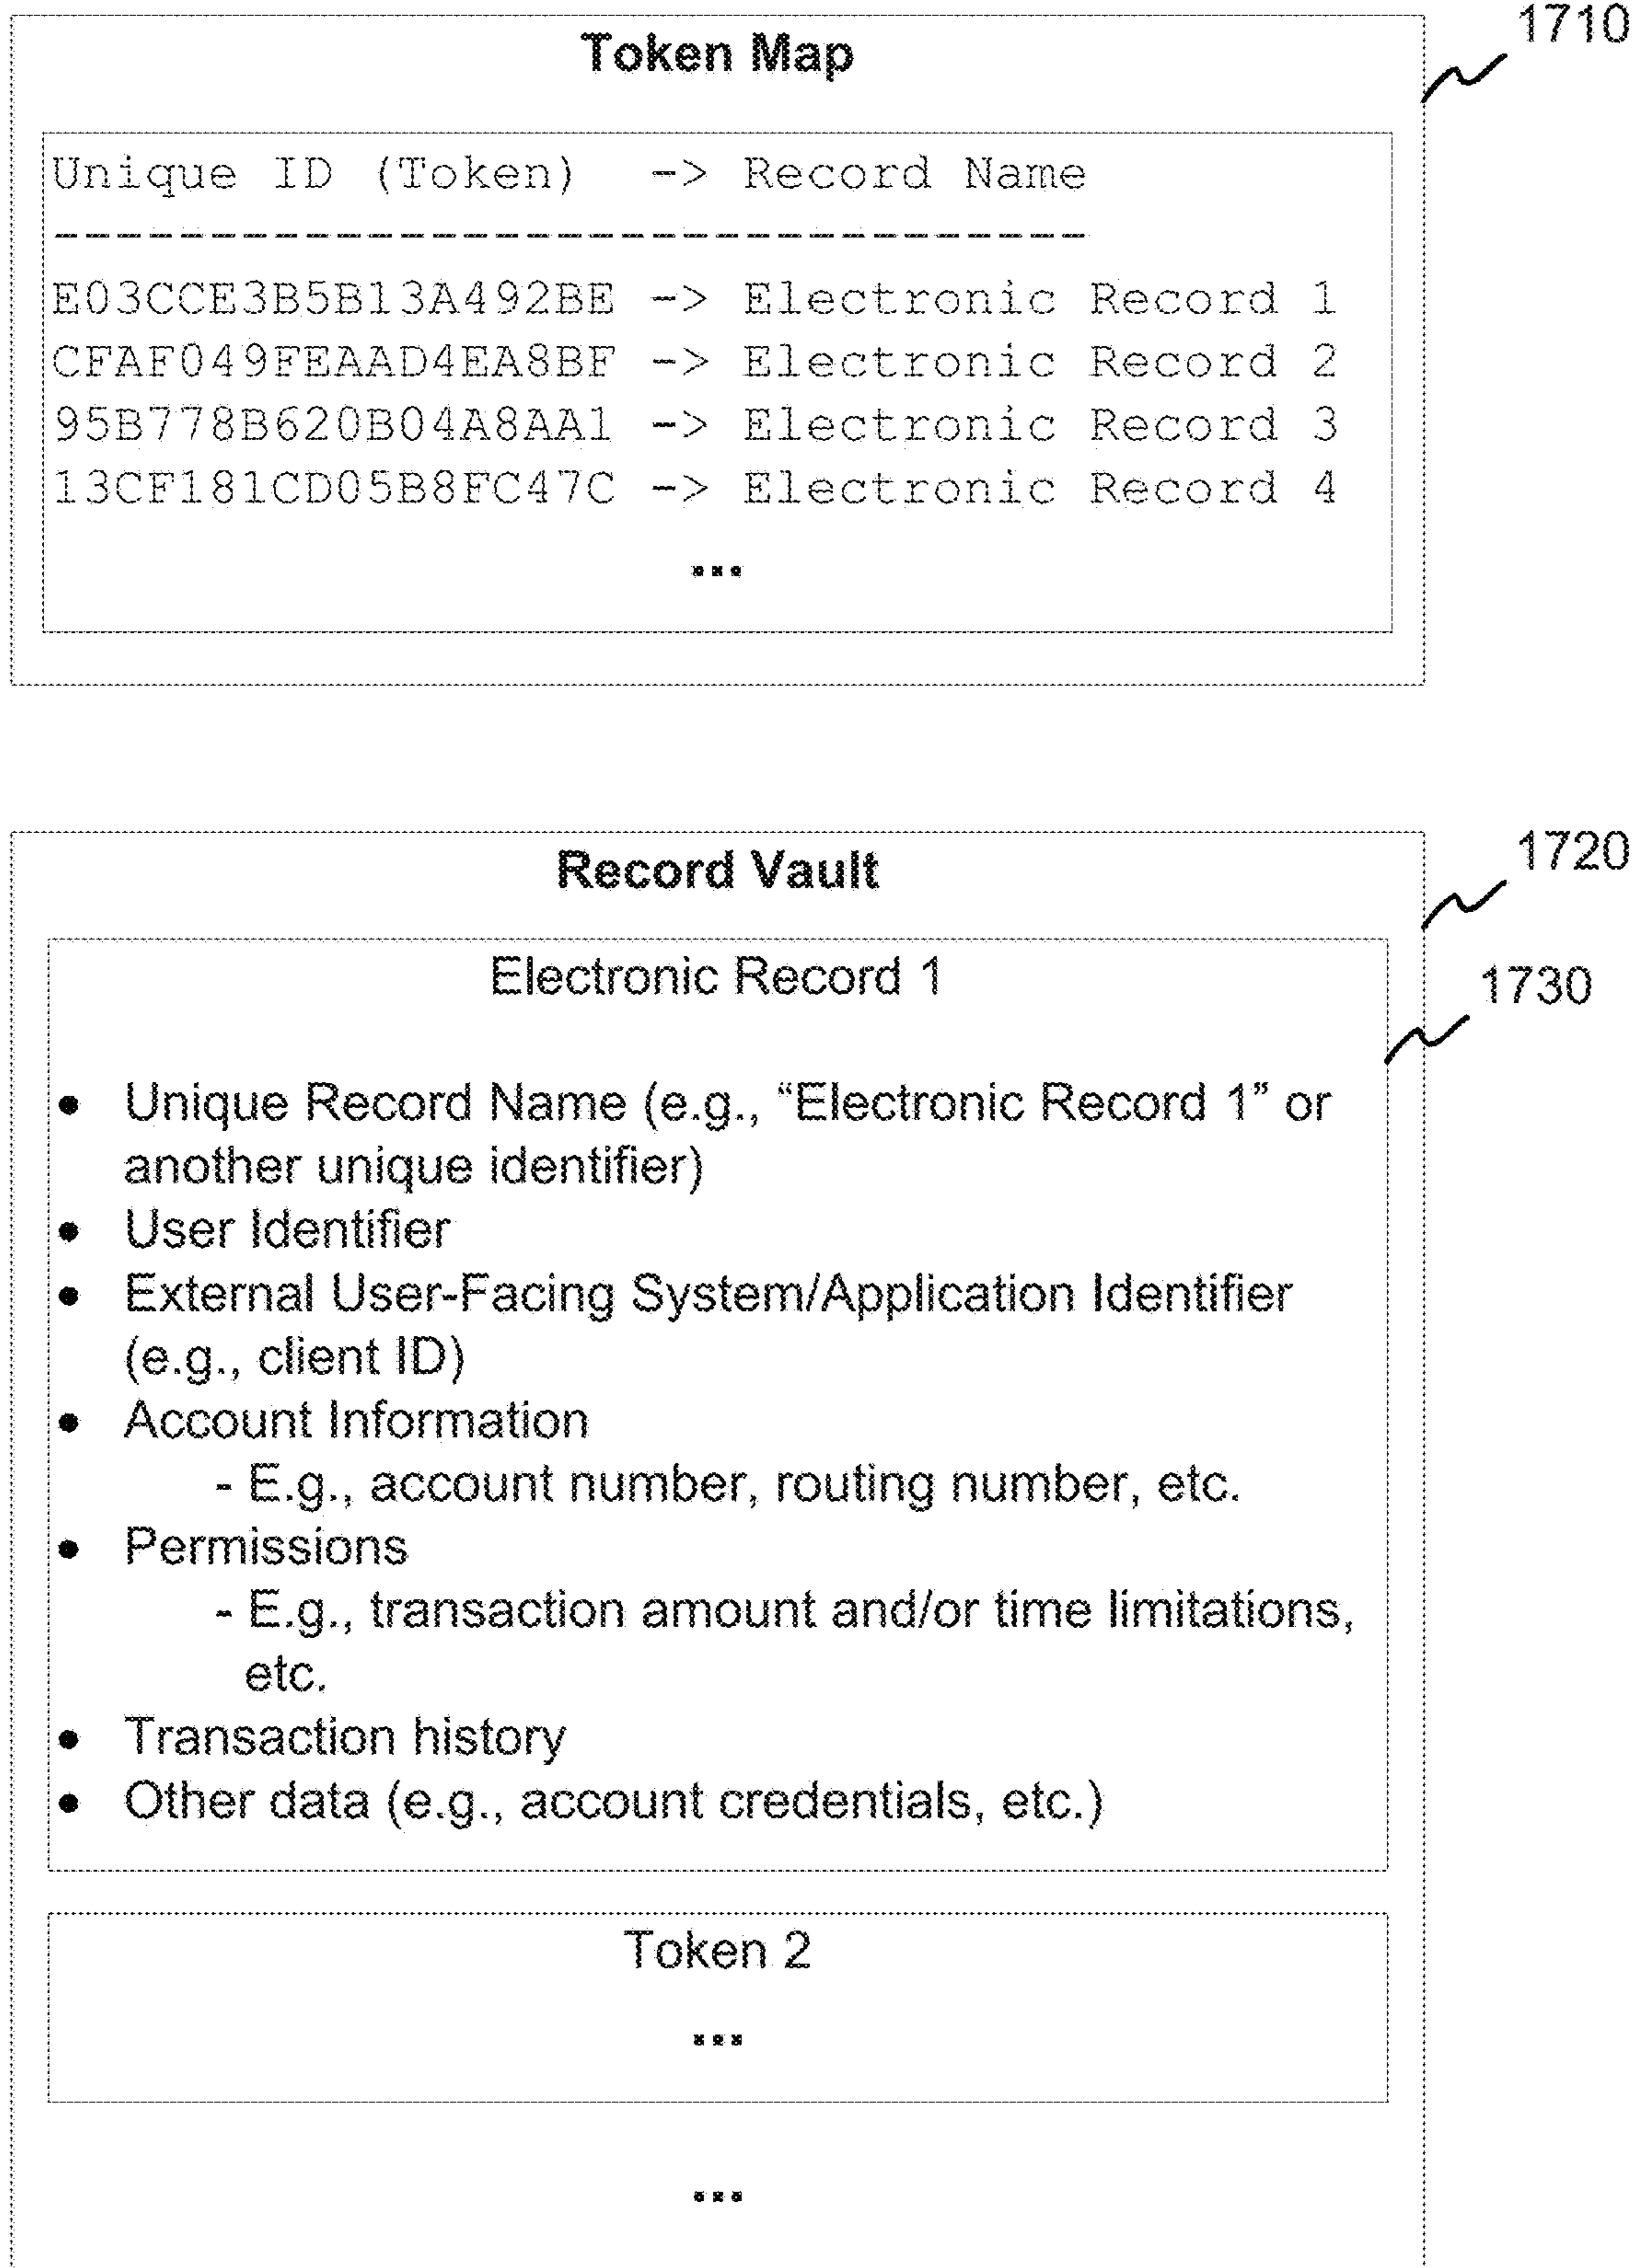 1710
Token Map
Unique ID (Token) -> Record Name
---------------------------------
E03CCE3B5B13A492BE -> Electronic Record 1
CFAF049FEAAD4EA8BF -> Electronic Record 2
95B778B620B04A8AA1 -> Electronic Record 3
13CF181CD05B8FC47C -> Electronic Record 4
...
1720
Record Vault
Electronic Record 1
1730
• Unique Record Name (e.g., “Electronic Record 1” or
another unique identifier)
• User Identifier
• External User-Facing System/Application Identifier
(e.g., client ID)
• Account Information
- E.g., account number, routing number, etc.
• Permissions
- E.g., transaction amount and/or time limitations,
etc.
• Transaction history
• Other data (e.g., account credentials, etc.)
Token 2
...
...